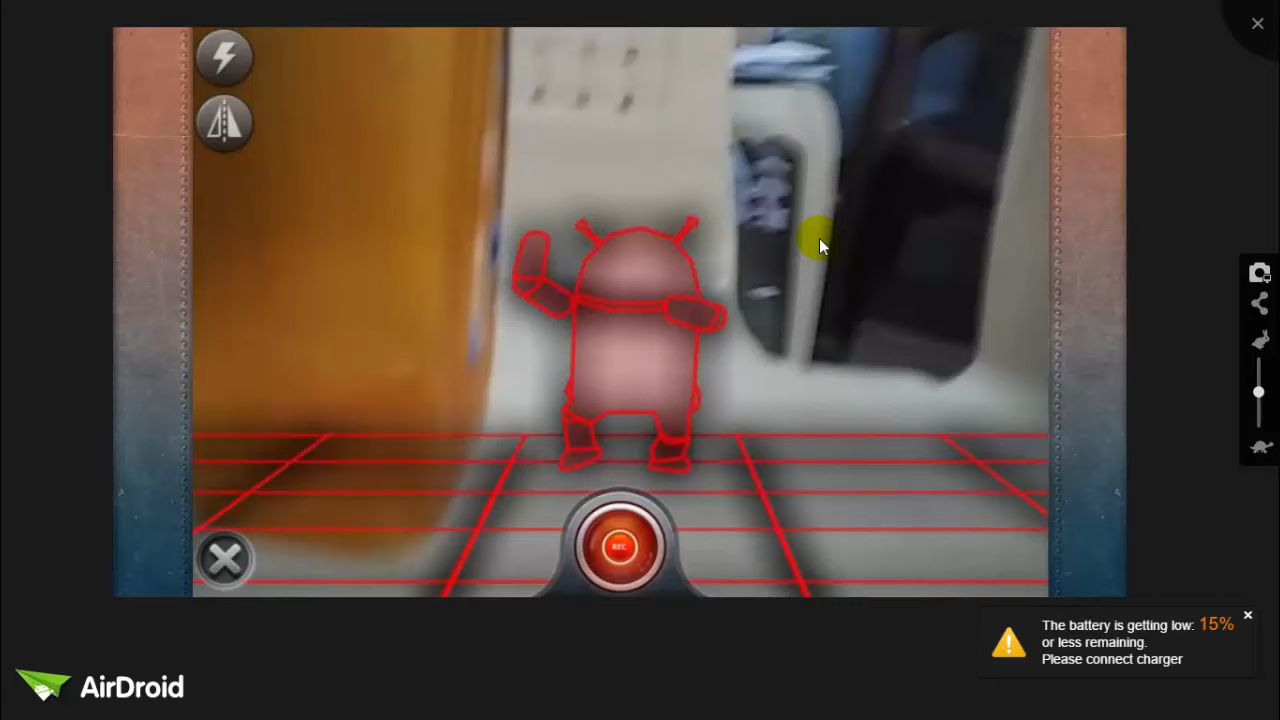 REC
The battery is getting low: 15%
or less remaining.
Please connect charger
AirDroid